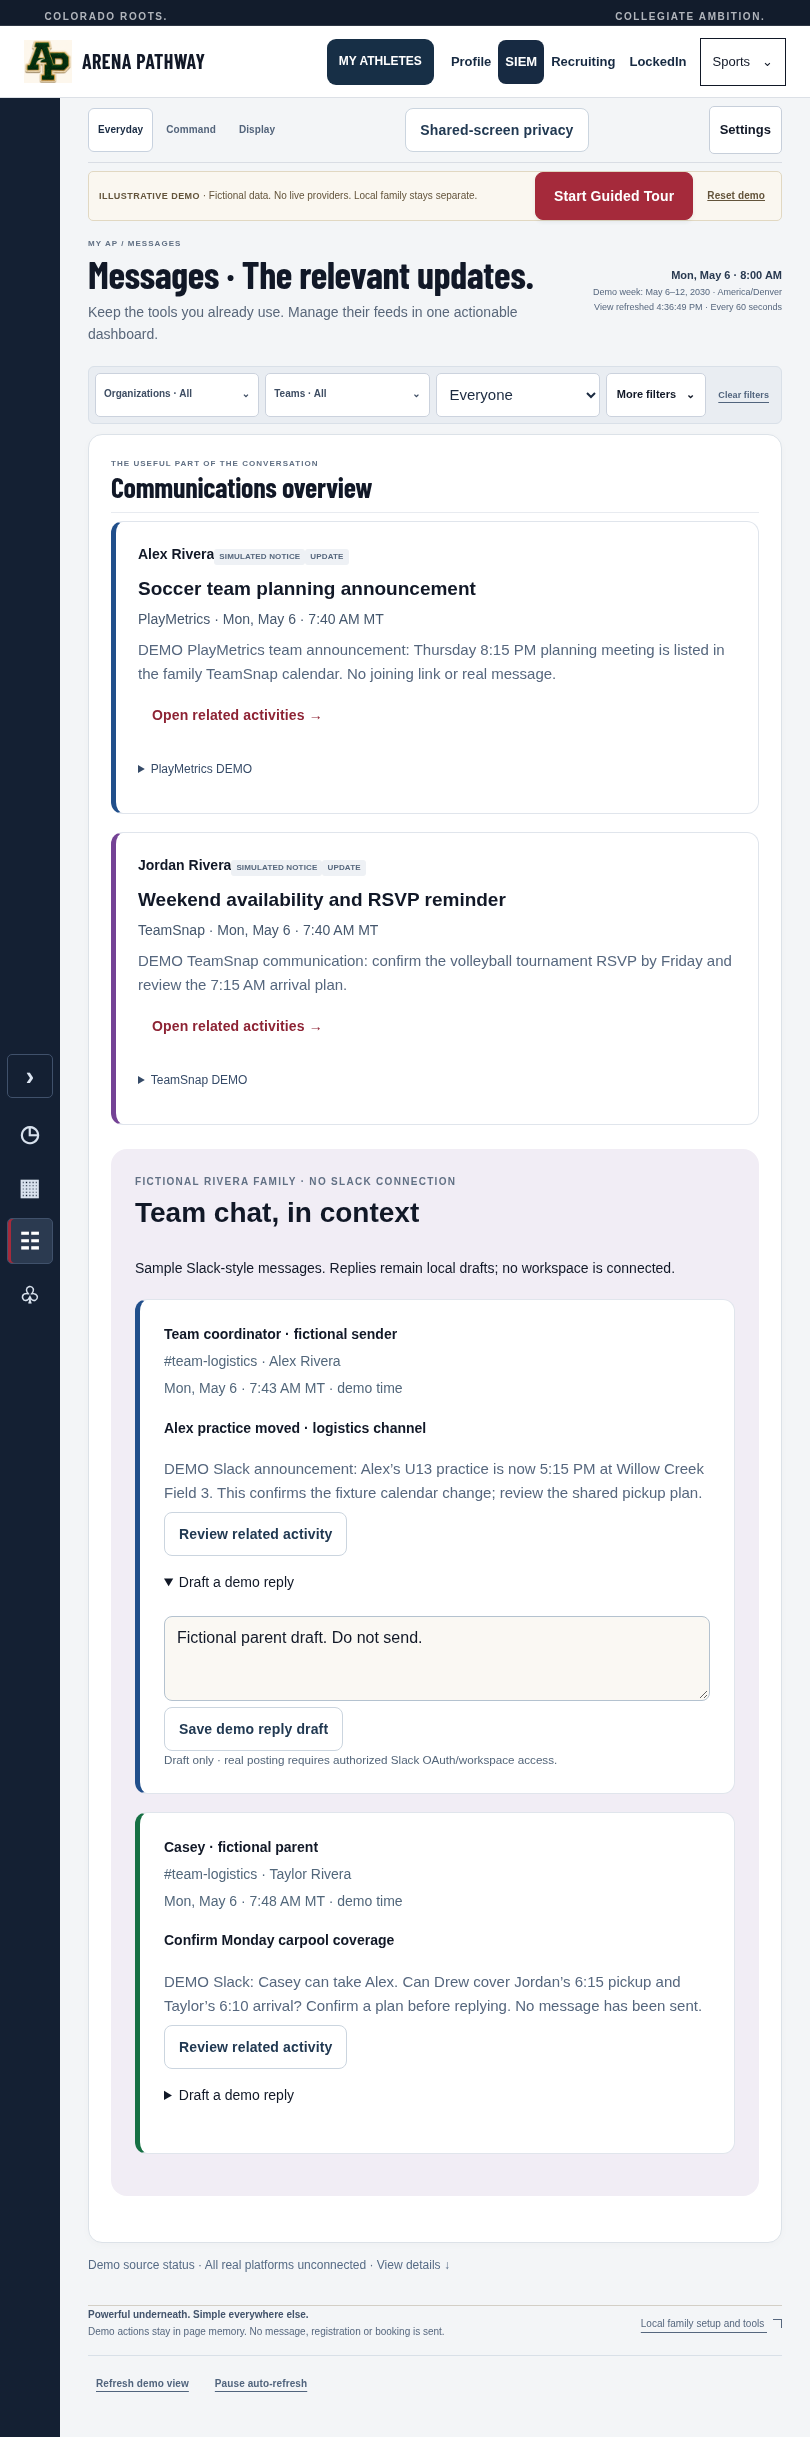 COLORADO ROOTS.
COLLEGIATE AMBITION.
AP
ARENA PATHWAY
MY ATHLETES
Profile
SIEM
Recruiting
LockedIn
Sports
Everyday
Command
Display
Shared-screen privacy
Settings
ILLUSTRATIVE DEMO · Fictional data. No live providers. Local family stays separate.
Start Guided Tour
Reset demo
MY AP / MESSAGES
Messages · The relevant updates.
Keep the tools you already use. Manage their feeds in one actionable
dashboard.
Mon, May 6 · 8:00 AM
Demo week: May 6–12, 2030 · America/Denver
View refreshed 4:36:49 PM · Every 60 seconds
Organizations · All
Teams · All
Everyone
More filters
Clear filters
THE USEFUL PART OF THE CONVERSATION
Communications overview
Alex Rivera SIMULATED NOTICE UPDATE
Soccer team planning announcement
PlayMetrics · Mon, May 6 · 7:40 AM MT
DEMO PlayMetrics team announcement: Thursday 8:15 PM planning meeting is listed in
the family TeamSnap calendar. No joining link or real message.
Open related activities →
▶ PlayMetrics DEMO
Jordan Rivera SIMULATED NOTICE UPDATE
Weekend availability and RSVP reminder
TeamSnap · Mon, May 6 · 7:40 AM MT
DEMO TeamSnap communication: confirm the volleyball tournament RSVP by Friday and
review the 7:15 AM arrival plan.
Open related activities →
▶ TeamSnap DEMO
FICTIONAL RIVERA FAMILY · NO SLACK CONNECTION
Team chat, in context
Sample Slack-style messages. Replies remain local drafts; no workspace is connected.
Team coordinator · fictional sender
#team-logistics · Alex Rivera
Mon, May 6 · 7:43 AM MT · demo time
Alex practice moved · logistics channel
DEMO Slack announcement: Alex’s U13 practice is now 5:15 PM at Willow Creek
Field 3. This confirms the fixture calendar change; review the shared pickup plan.
Review related activity
▼ Draft a demo reply
Fictional parent draft. Do not send.
Save demo reply draft
Draft only · real posting requires authorized Slack OAuth/workspace access.
Casey · fictional parent
#team-logistics · Taylor Rivera
Mon, May 6 · 7:48 AM MT · demo time
Confirm Monday carpool coverage
DEMO Slack: Casey can take Alex. Can Drew cover Jordan’s 6:15 pickup and
Taylor’s 6:10 arrival? Confirm a plan before replying. No message has been sent.
Review related activity
▶ Draft a demo reply
Demo source status · All real platforms unconnected · View details ↓
Powerful underneath. Simple everywhere else.
Demo actions stay in page memory. No message, registration or booking is sent.
Local family setup and tools
Refresh demo view
Pause auto-refresh